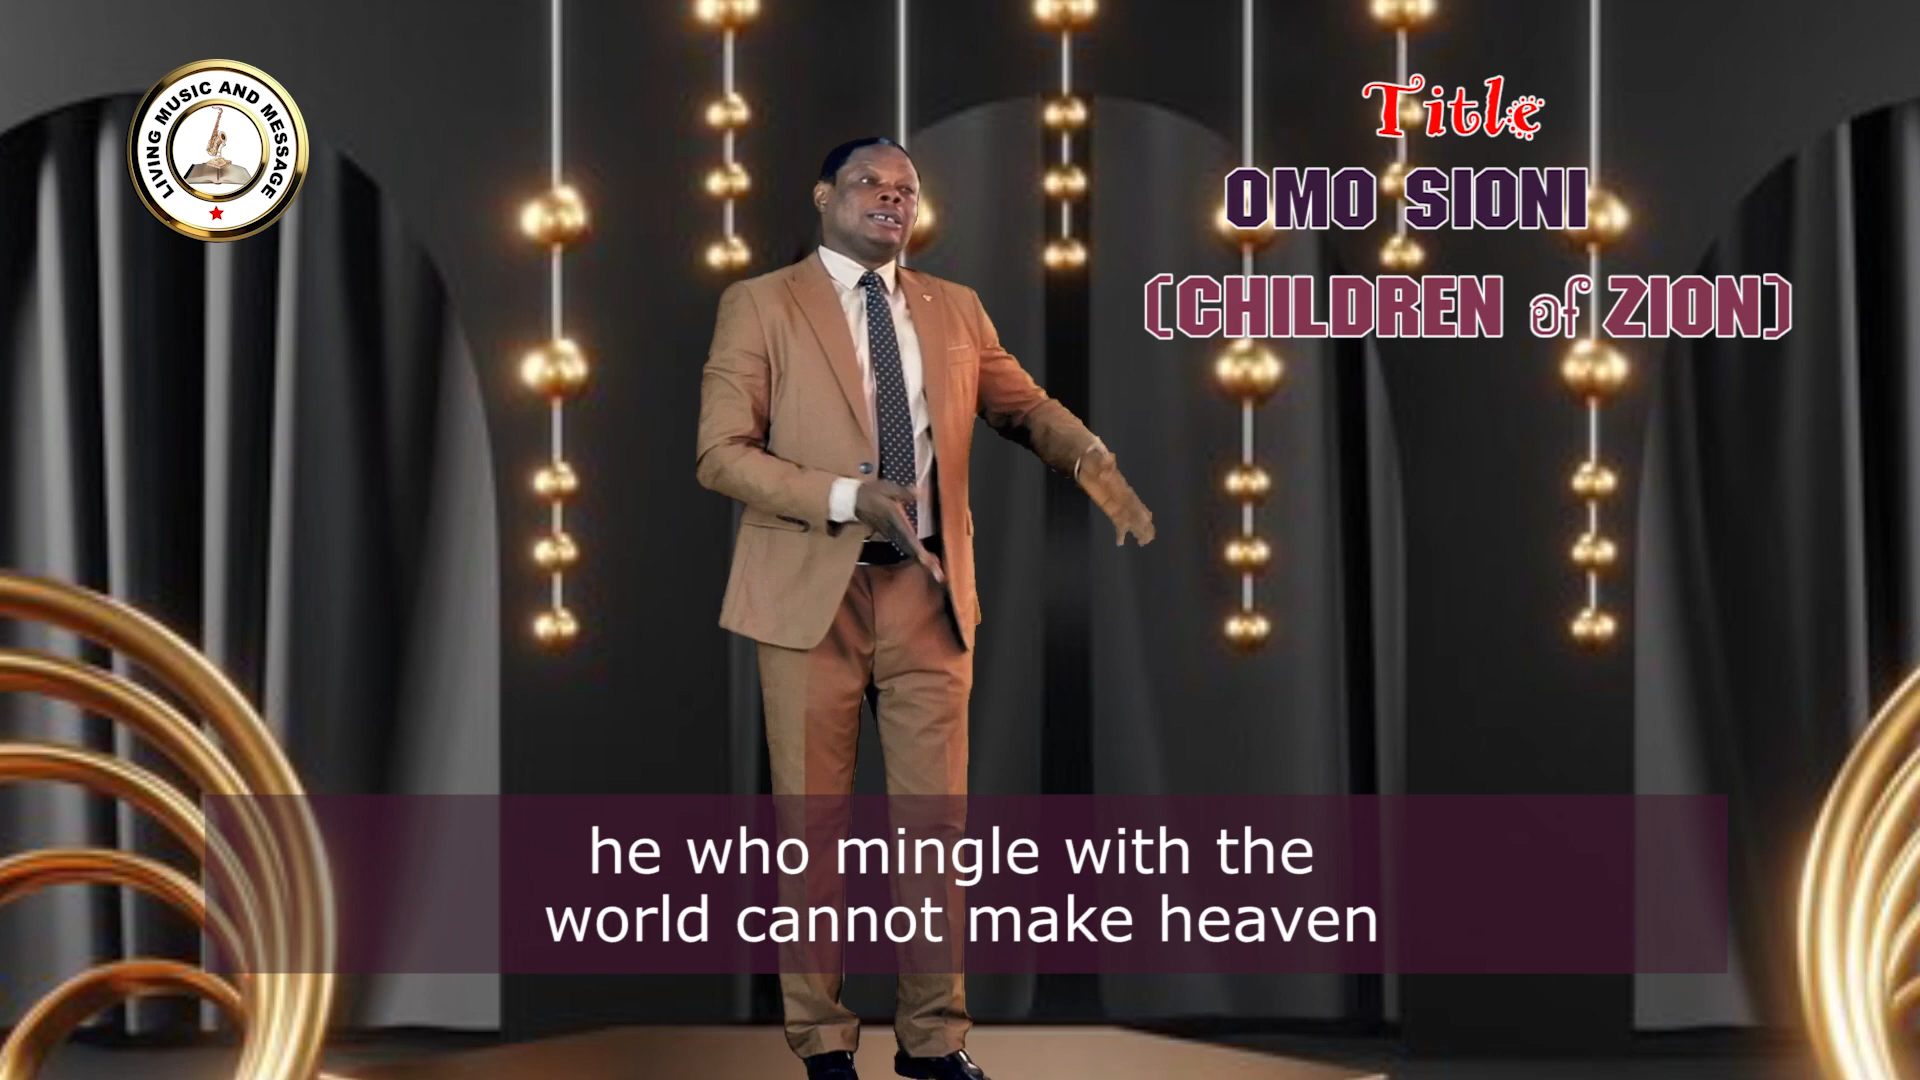 LIVING MUSIC AND MESSAGE
Title
OMO SIONI
(CHILDREN of ZION)
he who mingle with the
world cannot make heaven